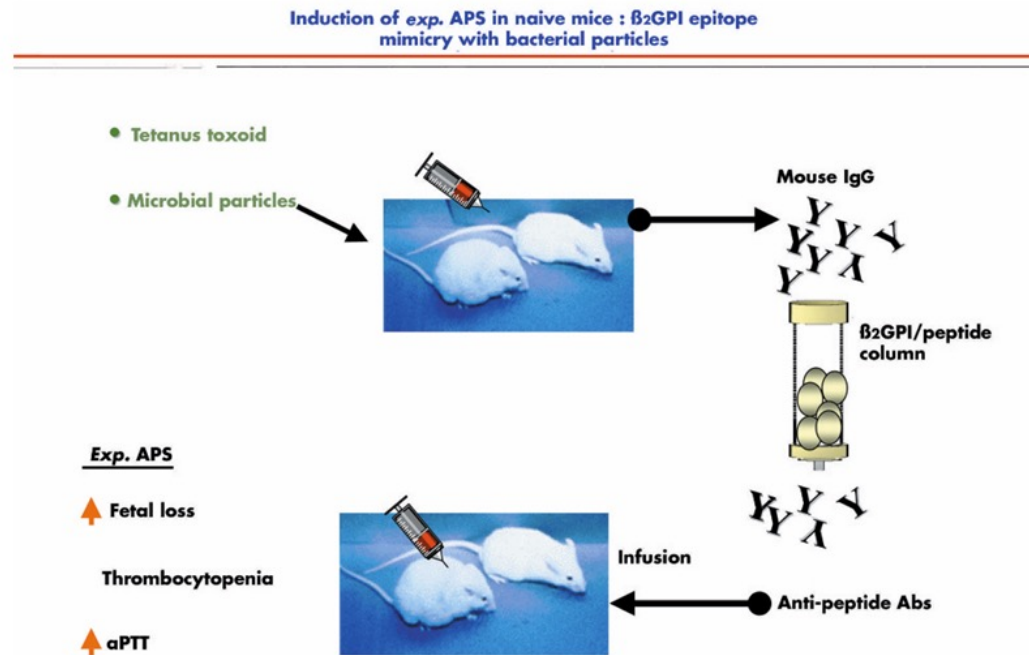 Induction of exp. APS in naive mice : ß2GPI epitope
mimicry with bacterial particles
• Tetanus toxoid
• Microbial particles
Mouse IgG
ß2GPI/peptide
column
Exp. APS
Fetal loss
Thrombocytopenia
aPTT
Infusion
Anti-peptide Abs